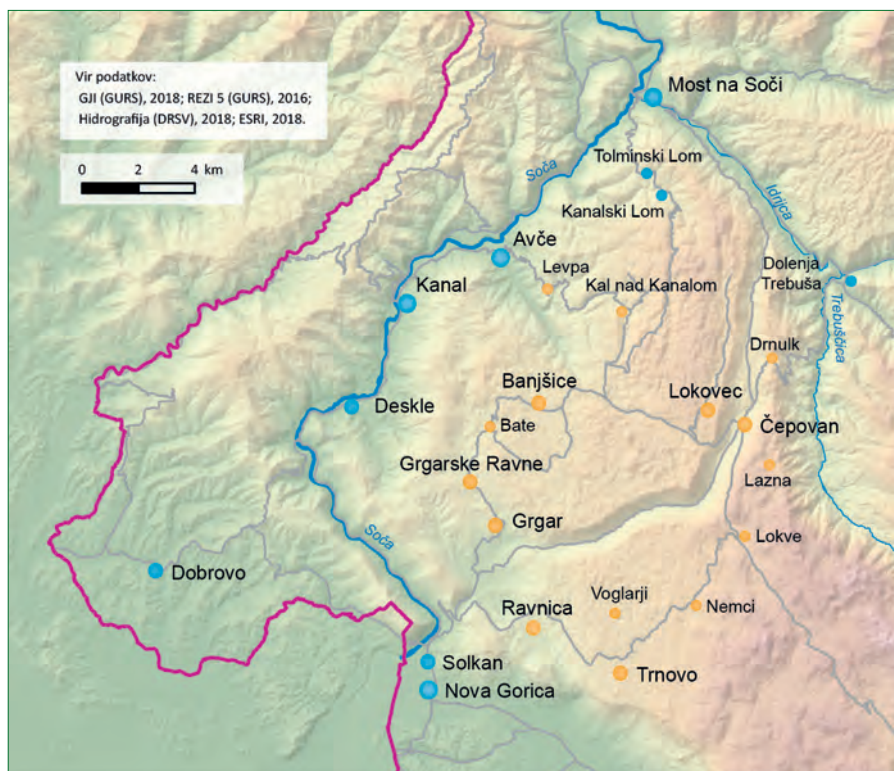 Vir podatkov:
GJI (GURS), 2018; REZI 5 (GURS), 2016;
Hidrografija (DRSV), 2018; ESRI, 2018.
0 2 4 km
Most na Soči
Tolminski Lom
Soča
Kanalski Lom
Idrijca
Avče
Levpa
Dolenja
Trebuša
Kanal
Kal nad Kanalom
Trebuščica
Drnulk
Banjšice
Deskle
Lokovec
Bate
Čepovan
Grgarske Ravne
Lazna
Grgar
Soča
Lokve
Dobrovo
Voglarji
Nemci
Ravnica
Solkan
Trnovo
Nova Gorica